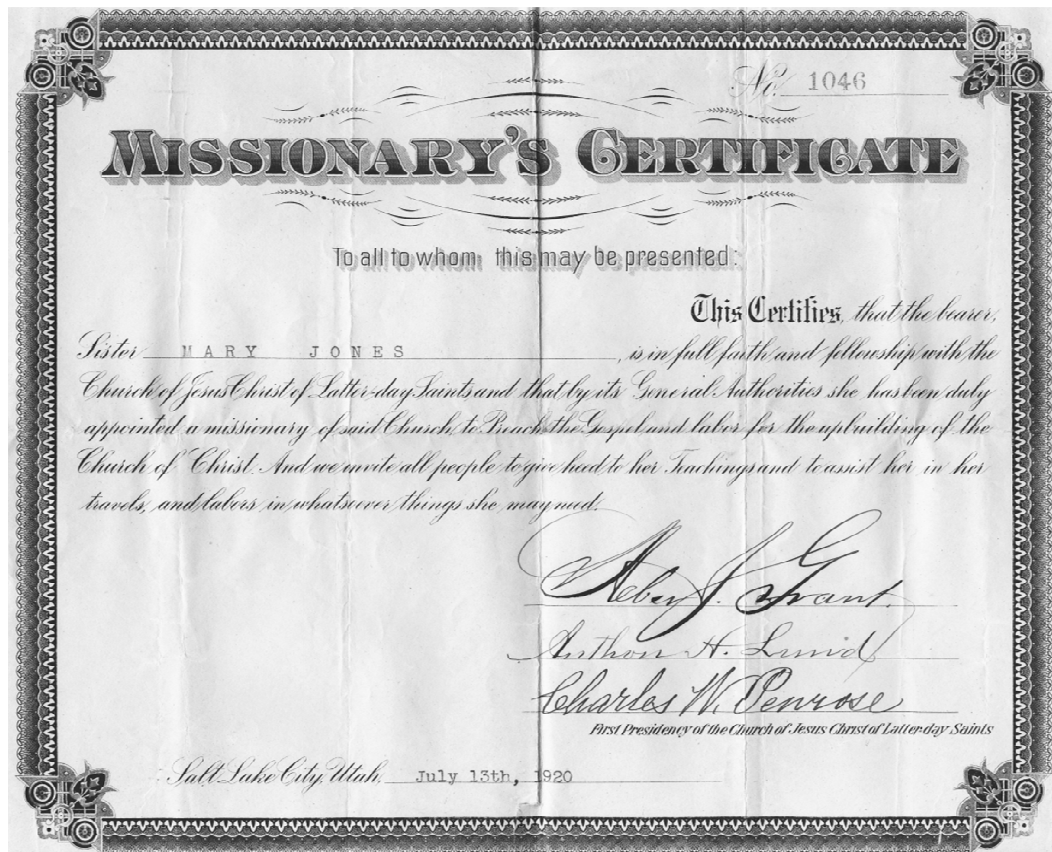 No. 1046
MISSIONARY'S CERTIFICATE
To all to whom this may be presented:
This Certifies, that the bearer,
Sister MARY JONES, is in full faith and fellowship with the
Church of Jesus Christ of Latter-day Saints and that by its General Authorities she has been duly
appointed a missionary of said Church, to Preach the Gospel and labor for the upbuilding of the
Church of Christ. And we invite all people to give heed to her Teachings and to assist her in her
travels, and labors in whatsoever things she may need.
Heber J. Grant.
Anthon H. Lund
Charles W. Penrose
First Presidency of the Church of Jesus Christ of Latter-day Saints
Salt Lake City, Utah, July 13th, 1920